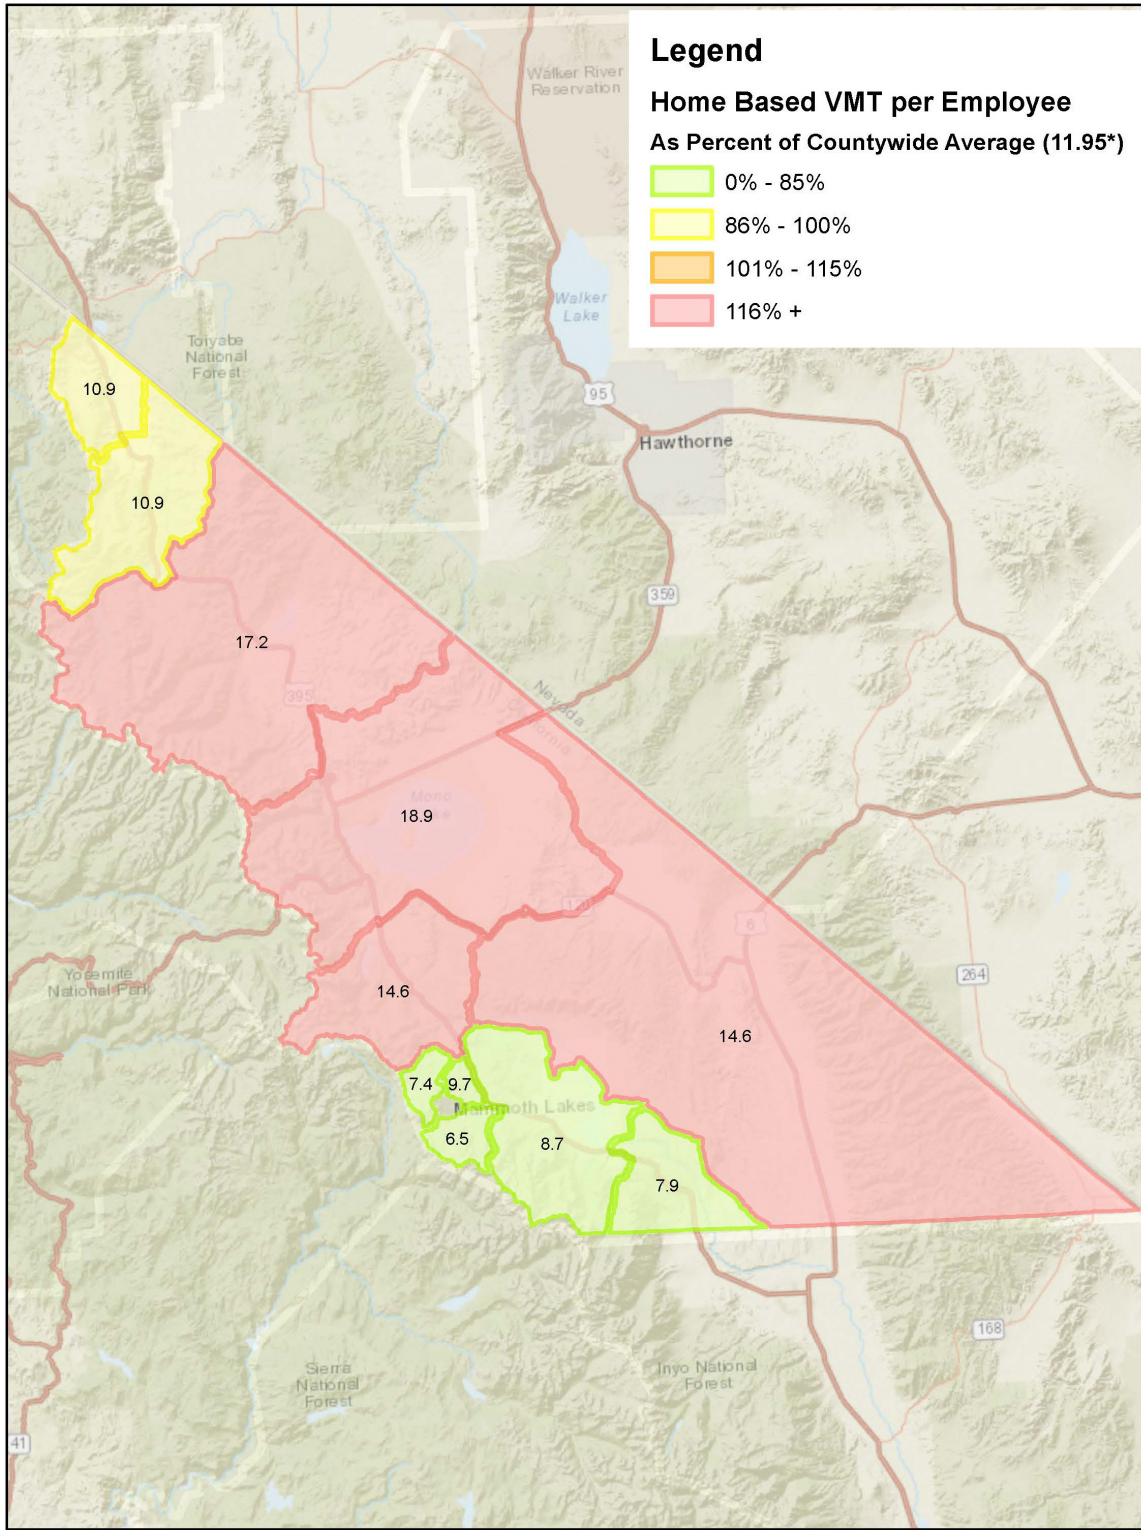 Legend
Home Based VMT per Employee
As Percent of Countywide Average (11.95*)
0% - 85%
86% - 100%
101% - 115%
116% +
Walker River
Reservation
Walker
Lake
Toiyabe
National
Forest
10.9
95
Hawthorne
10.9
359
17.2
395
Nevada
California
Mono
Lake
18.9
120
6
Yosemite
National Park
264
14.6
14.6
7.4
9.7
Mammoth Lakes
6.5
8.7
7.9
168
Sierra
National
Forest
Inyo National
Forest
41